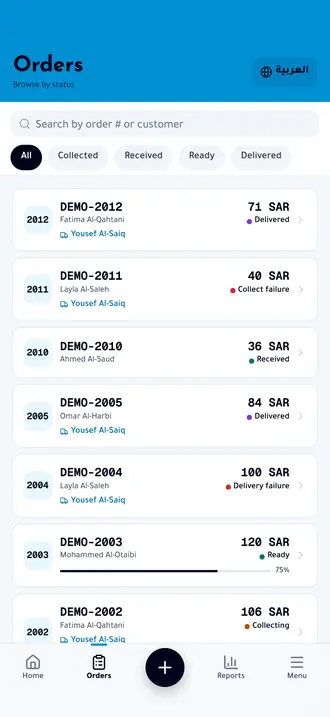 Orders
العربية
Browse by status
Search by order # or customer
All Collected Received Ready Delivered
2012 DEMO-2012 71 SAR
Fatima Al-Qahtani Delivered
Yousef Al-Saiq
2011 DEMO-2011 40 SAR
Layla Al-Saleh Collect failure
Yousef Al-Saiq
2010 DEMO-2010 36 SAR
Ahmed Al-Saud Received
2005 DEMO-2005 84 SAR
Omar Al-Harbi Delivered
Yousef Al-Saiq
2004 DEMO-2004 100 SAR
Layla Al-Saleh Delivery failure
Yousef Al-Saiq
2003 DEMO-2003 120 SAR
Mohammed Al-Otaibi Ready
75%
2002 DEMO-2002 106 SAR
Fatima Al-Qahtani Collecting
Yousef Al-Saiq
Home Orders Reports Menu